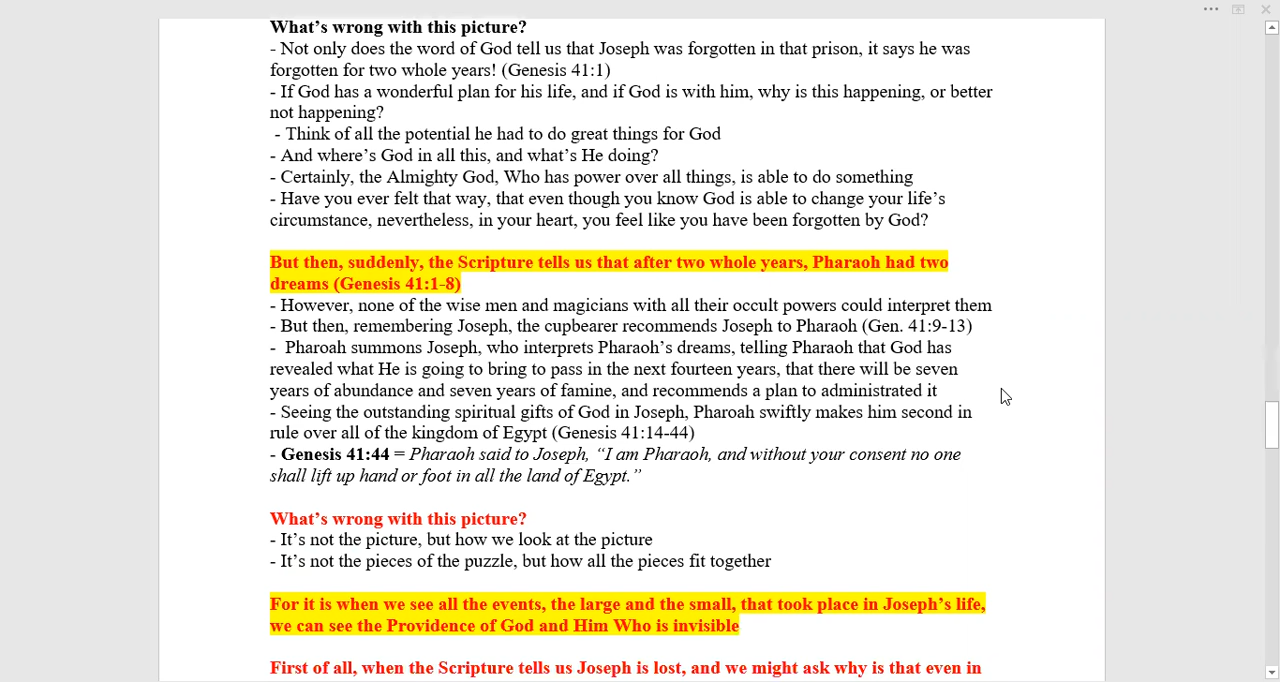 What’s wrong with this picture?
- Not only does the word of God tell us that Joseph was forgotten in that prison, it says he was
forgotten for two whole years! (Genesis 41:1)
- If God has a wonderful plan for his life, and if God is with him, why is this happening, or better
not happening?
- Think of all the potential he had to do great things for God
- And where’s God in all this, and what’s He doing?
- Certainly, the Almighty God, Who has power over all things, is able to do something
- Have you ever felt that way, that even though you know God is able to change your life’s
circumstance, nevertheless, in your heart, you feel like you have been forgotten by God?
But then, suddenly, the Scripture tells us that after two whole years, Pharaoh had two
dreams (Genesis 41:1-8)
- However, none of the wise men and magicians with all their occult powers could interpret them
- But then, remembering Joseph, the cupbearer recommends Joseph to Pharaoh (Gen. 41:9-13)
- Pharoah summons Joseph, who interprets Pharaoh’s dreams, telling Pharaoh that God has
revealed what He is going to bring to pass in the next fourteen years, that there will be seven
years of abundance and seven years of famine, and recommends a plan to administrated it
- Seeing the outstanding spiritual gifts of God in Joseph, Pharoah swiftly makes him second in
rule over all of the kingdom of Egypt (Genesis 41:14-44)
- Genesis 41:44 = Pharaoh said to Joseph, “I am Pharaoh, and without your consent no one
shall lift up hand or foot in all the land of Egypt.”
What’s wrong with this picture?
- It’s not the picture, but how we look at the picture
- It’s not the pieces of the puzzle, but how all the pieces fit together
For it is when we see all the events, the large and the small, that took place in Joseph’s life,
we can see the Providence of God and Him Who is invisible
First of all, when the Scripture tells us Joseph is lost, and we might ask why is that even in